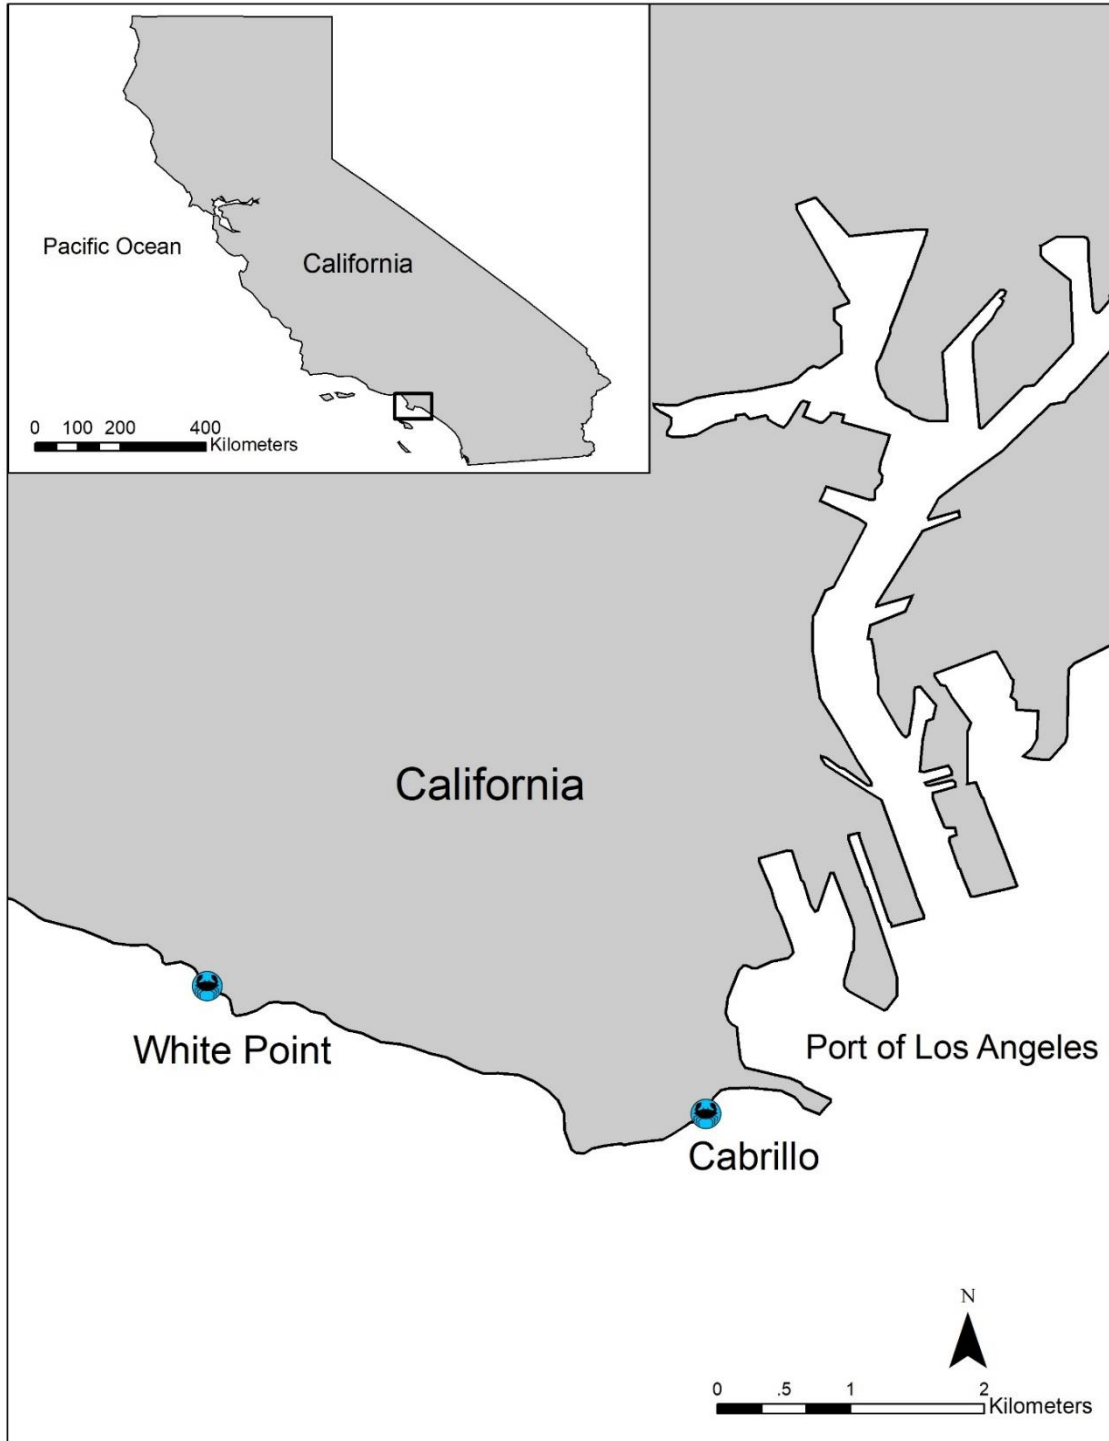 Pacific Ocean
California
0 100 200 400
Kilometers
California
White Point
Port of Los Angeles
Cabrillo
N
0 .5 1 2
Kilometers